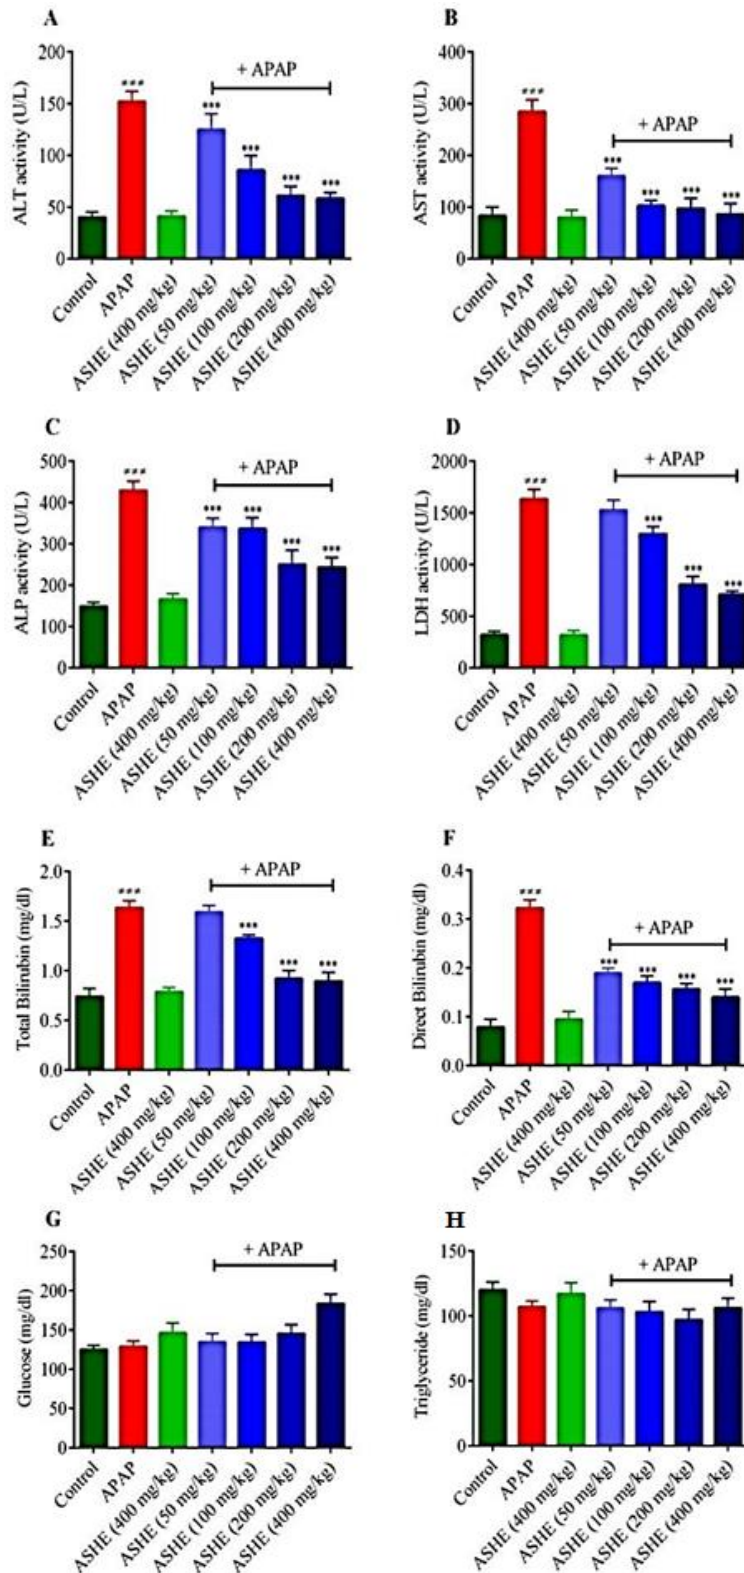 A
ALT activity (U/L)
200
150
100
50
0
###
***
***
***
***
+ APAP
Control
APAP
ASHE (400 mg/kg)
ASHE (50 mg/kg)
ASHE (100 mg/kg)
ASHE (200 mg/kg)
ASHE (400 mg/kg)
B
AST activity (U/L)
400
300
200
100
0
###
***
***
***
***
+ APAP
Control
APAP
ASHE (400 mg/kg)
ASHE (50 mg/kg)
ASHE (100 mg/kg)
ASHE (200 mg/kg)
ASHE (400 mg/kg)
C
ALP activity (U/L)
500
400
300
200
100
0
###
***
***
***
***
+ APAP
Control
APAP
ASHE (400 mg/kg)
ASHE (50 mg/kg)
ASHE (100 mg/kg)
ASHE (200 mg/kg)
ASHE (400 mg/kg)
D
LDH activity (U/L)
2000
1500
1000
500
0
###
***
***
***
+ APAP
Control
APAP
ASHE (400 mg/kg)
ASHE (50 mg/kg)
ASHE (100 mg/kg)
ASHE (200 mg/kg)
ASHE (400 mg/kg)
E
Total Bilirubin (mg/dl)
2.0
1.5
1.0
0.5
0.0
###
***
***
***
+ APAP
Control
APAP
ASHE (400 mg/kg)
ASHE (50 mg/kg)
ASHE (100 mg/kg)
ASHE (200 mg/kg)
ASHE (400 mg/kg)
F
Direct Bilirubin (mg/dl)
0.4
0.3
0.2
0.1
0.0
###
***
***
***
***
+ APAP
Control
APAP
ASHE (400 mg/kg)
ASHE (50 mg/kg)
ASHE (100 mg/kg)
ASHE (200 mg/kg)
ASHE (400 mg/kg)
G
Glucose (mg/dl)
250
200
150
100
50
0
+ APAP
Control
APAP
ASHE (400 mg/kg)
ASHE (50 mg/kg)
ASHE (100 mg/kg)
ASHE (200 mg/kg)
ASHE (400 mg/kg)
H
Triglyceride (mg/dl)
150
100
50
0
+ APAP
Control
APAP
ASHE (400 mg/kg)
ASHE (50 mg/kg)
ASHE (100 mg/kg)
ASHE (200 mg/kg)
ASHE (400 mg/kg)